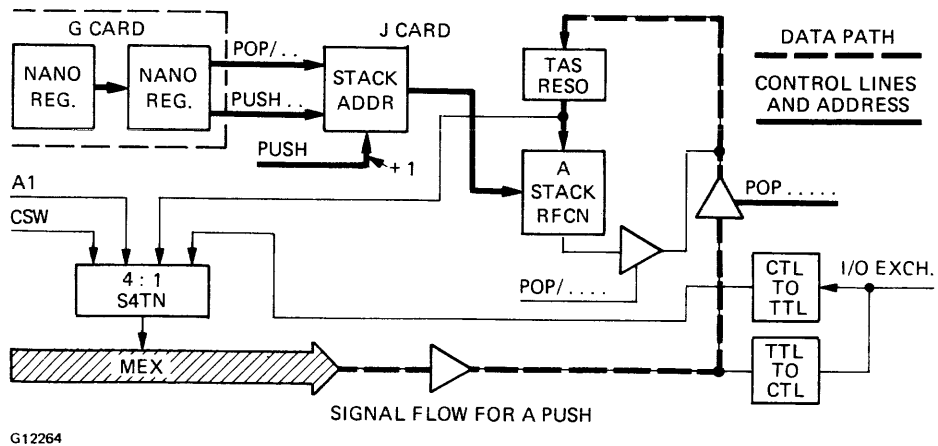 G CARD
J CARD
NANO
REG.
NANO
REG.
POP/ . .
PUSH . .
STACK
ADDR
PUSH
+ 1
TAS
RESO
A
STACK
RFCN
DATA PATH
CONTROL LINES
AND ADDRESS
POP . . . . .
POP/ . . . .
A1
CSW
4 : 1
S4TN
MEX
CTL
TO
TTL
I/O EXCH.
TTL
TO
CTL
SIGNAL FLOW FOR A PUSH
G12264